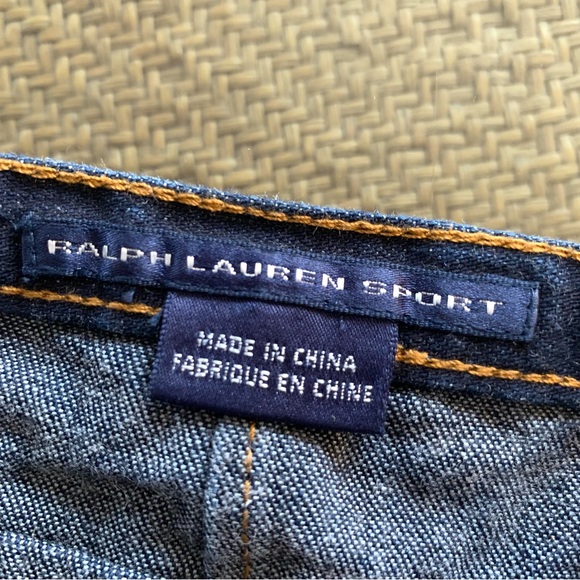 RALPH LAUREN SPORT
MADE IN CHINA
FABRIQUE EN CHINE